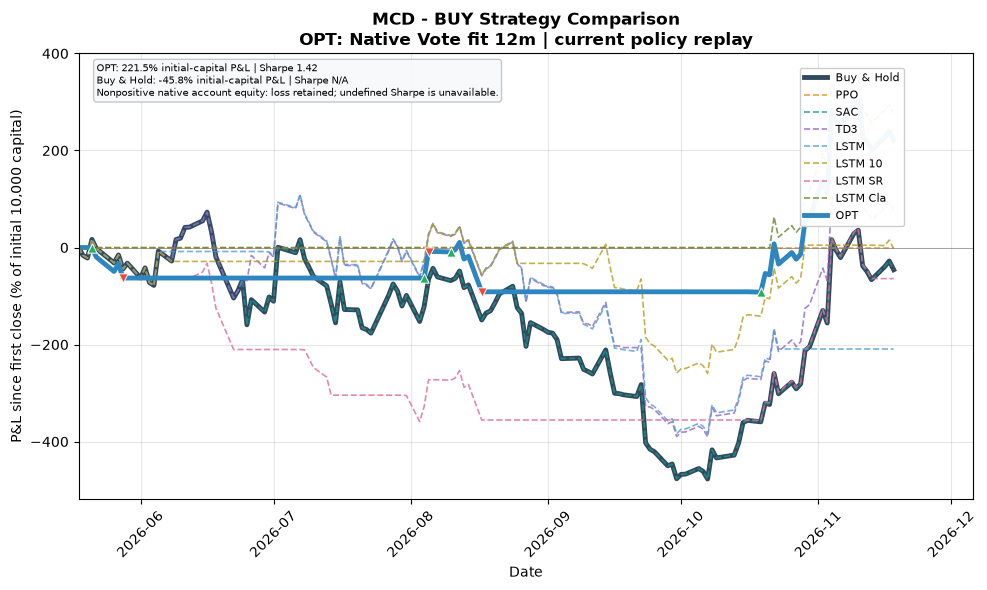 MCD - BUY Strategy Comparison
OPT: Native Vote fit 12m | current policy replay
OPT: 221.5% initial-capital P&L | Sharpe 1.42
Buy & Hold: -45.8% initial-capital P&L | Sharpe N/A
Nonpositive native account equity: loss retained; undefined Sharpe is unavailable.
Buy & Hold
PPO
SAC
TD3
LSTM
LSTM 10
LSTM SR
LSTM Cla
OPT
P&L since first close (% of initial 10,000 capital)
400
200
0
−200
−400
2026-06
2026-07
2026-08
2026-09
2026-10
2026-11
2026-12
Date